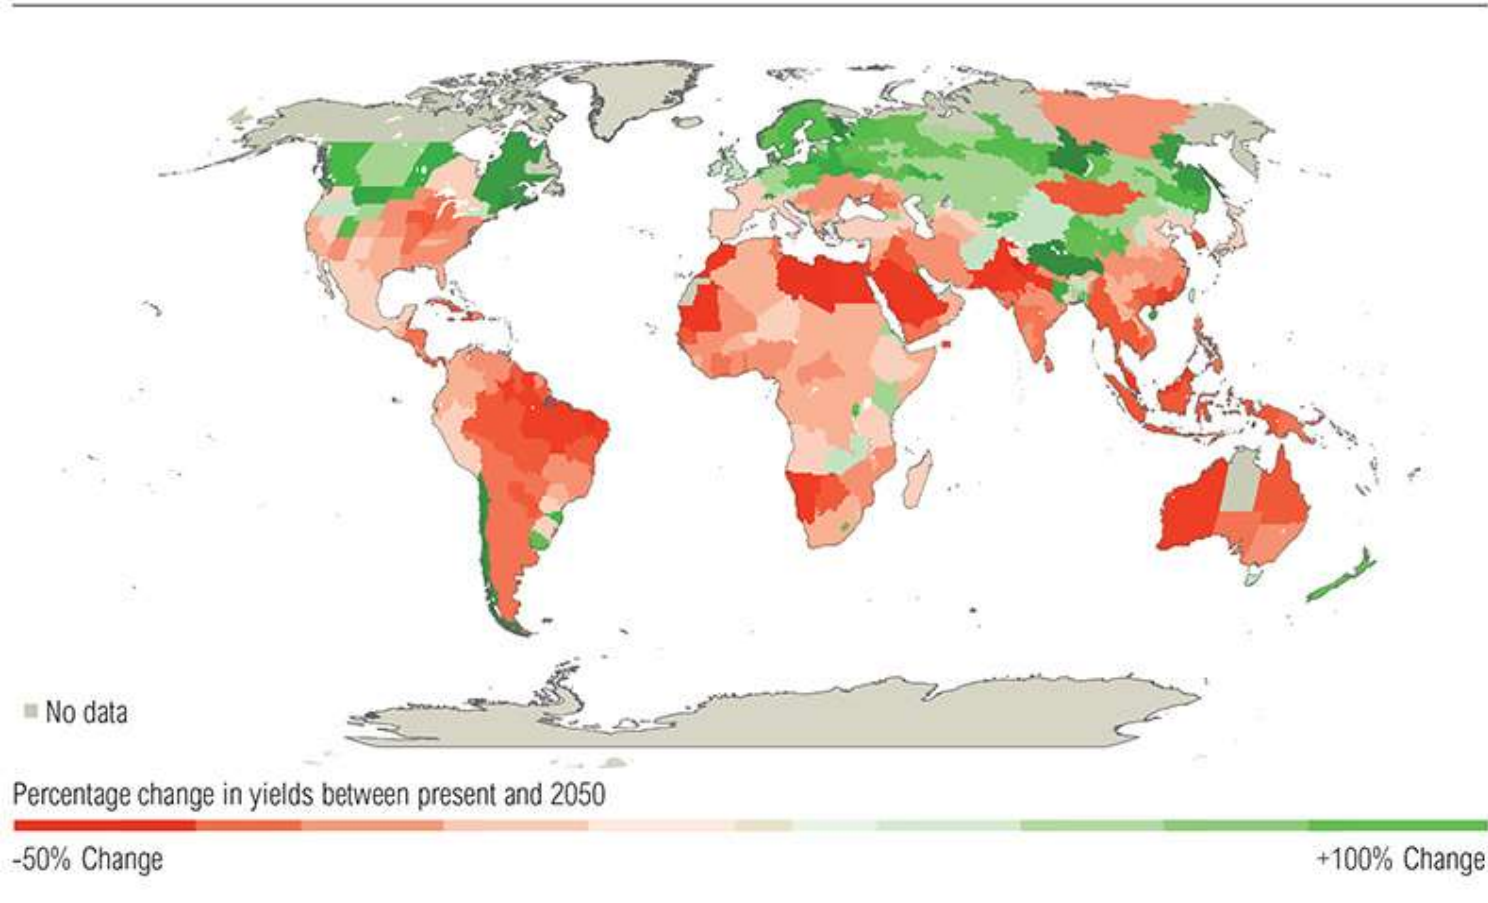 No data
Percentage change in yields between present and 2050
-50% Change
+100% Change